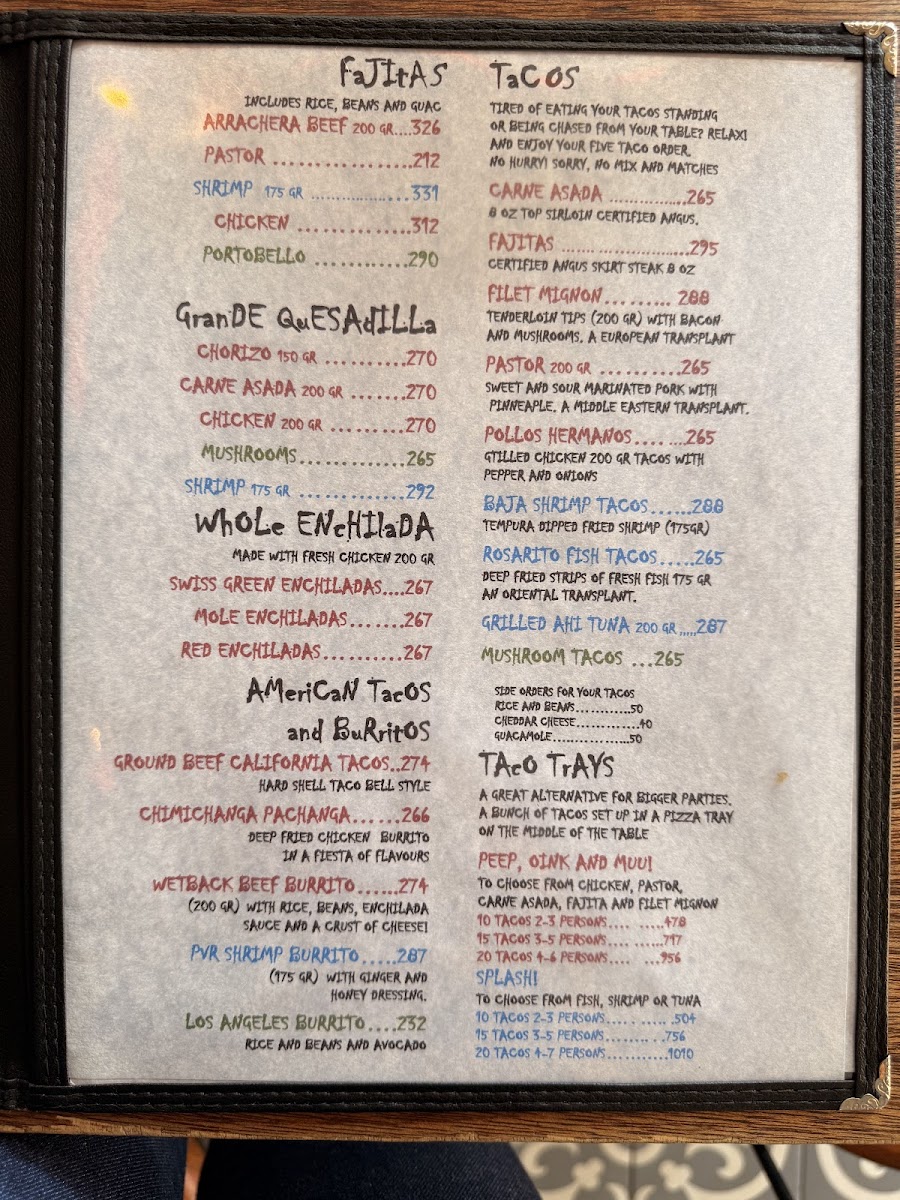 FaJItAS
INCLUDES RICE, BEANS AND GUAC
ARRACHERA BEEF 200 GR....326
PASTOR ..................212
SHRIMP 175 GR ..................331
CHICKEN ...............312
PORTOBELLO ..............290
GranDE QuESAdILLa
CHORIZO 150 GR ..........270
CARNE ASADA 200 GR .......270
CHICKEN 200 GR .........270
MUSHROOMS.............265
SHRIMP 175 GR .............292
WhOLe ENcHIlaDA
MADE WITH FRESH CHICKEN 200 GR
SWISS GREEN ENCHILADAS....267
MOLE ENCHILADAS.......267
RED ENCHILADAS..........267
AMeriCaN TacOS
and BuRritOS
GROUND BEEF CALIFORNIA TACOS..274
HARD SHELL TACO BELL STYLE
CHIMICHANGA PACHANGA......266
DEEP FRIED CHICKEN BURRITO
IN A FIESTA OF FLAVOURS
WETBACK BEEF BURRITO......274
(200 GR) WITH RICE, BEANS, ENCHILADA
SAUCE AND A CRUST OF CHEESE!
PVR SHRIMP BURRITO.....287
(175 GR) WITH GINGER AND
HONEY DRESSING.
LOS ANGELES BURRITO....232
RICE AND BEANS AND AVOCADO
TaCOS
TIRED OF EATING YOUR TACOS STANDING
OR BEING CHASED FROM YOUR TABLE? RELAX!
AND ENJOY YOUR FIVE TACO ORDER.
NO HURRY! SORRY, NO MIX AND MATCHES
CARNE ASADA ...............265
8 OZ TOP SIRLOIN CERTIFIED ANGUS.
FAJITAS ..................295
CERTIFIED ANGUS SKIRT STEAK 8 OZ
FILET MIGNON......... 288
TENDERLOIN TIPS (200 GR) WITH BACON
AND MUSHROOMS. A EUROPEAN TRANSPLANT
PASTOR 200 GR ..........265
SWEET AND SOUR MARINATED PORK WITH
PINNEAPLE. A MIDDLE EASTERN TRANSPLANT.
POLLOS HERMANOS.... ....265
GTILLED CHICKEN 200 GR TACOS WITH
PEPPER AND ONIONS
BAJA SHRIMP TACOS......288
TEMPURA DIPPED FRIED SHRIMP (175GR)
ROSARITO FISH TACOS.....265
DEEP FRIED STRIPS OF FRESH FISH 175 GR
AN ORIENTAL TRANSPLANT.
GRILLED AHI TUNA 200 GR ,,,,,287
MUSHROOM TACOS ...265
SIDE ORDERS FOR YOUR TACOS
RICE AND BEANS............50
CHEDDAR CHEESE..............40
GUACAMOLE.................50
TAcO TrAYS
A GREAT ALTERNATIVE FOR BIGGER PARTIES.
A BUNCH OF TACOS SET UP IN A PIZZA TRAY
ON THE MIDDLE OF THE TABLE
PEEP, OINK AND MUU!
TO CHOOSE FROM CHICKEN, PASTOR,
CARNE ASADA, FAJITA AND FILET MIGNON
10 TACOS 2-3 PERSONS.... .....478
15 TACOS 3-5 PERSONS.... ......717
20 TACOS 4-6 PERSONS.... ...956
SPLASH!
TO CHOOSE FROM FISH, SHRIMP OR TUNA
10 TACOS 2-3 PERSONS..... ...... .504
15 TACOS 3-5 PERSONS......... . .756
20 TACOS 4-7 PERSONS............1010